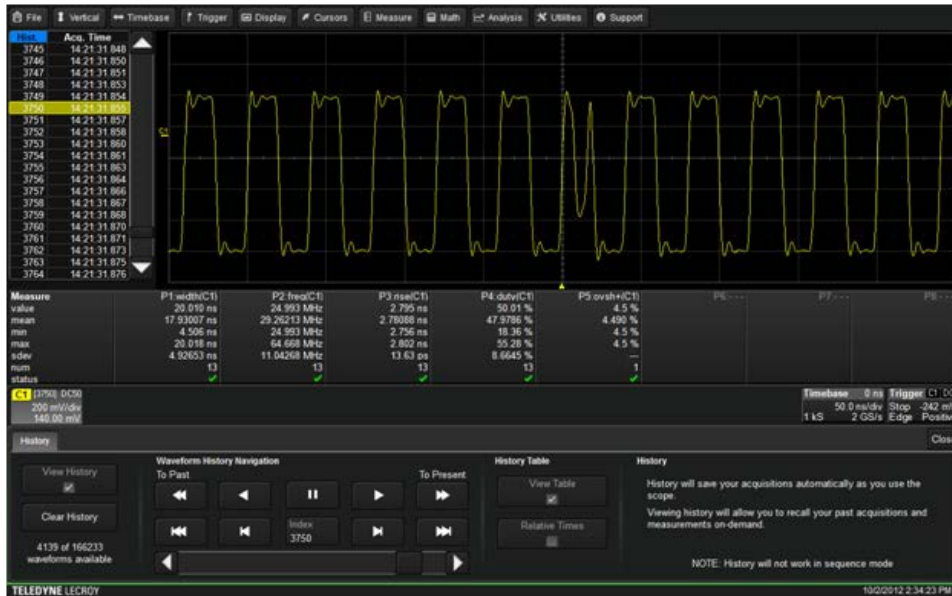 File Vertical Timebase Trigger Display Cursors Measure Math Analysis Utilities Support
Hist. Acq. Time
3745 14:21:31.848
3746 14:21:31.850
3747 14:21:31.851
3748 14:21:31.853
3749 14:21:31.854
3750 14:21:31.855
3751 14:21:31.857
3752 14:21:31.858
3753 14:21:31.860
3754 14:21:31.861
3755 14:21:31.863
3756 14:21:31.864
3757 14:21:31.866
3758 14:21:31.867
3759 14:21:31.868
3760 14:21:31.870
3761 14:21:31.871
3762 14:21:31.873
3763 14:21:31.875
3764 14:21:31.876
C1
Measure P1:width(C1) P2:freq(C1) P3:rise(C1) P4:duty(C1) P5:ovsh+(C1) P6:--- P7:--- P8:---
value 20.010 ns 24.993 MHz 2.795 ns 50.01 % 4.5 %
mean 17.93007 ns 29.26213 MHz 2.78088 ns 47.9786 % 4.490 %
min 4.506 ns 24.993 MHz 2.756 ns 18.36 % 4.5 %
max 20.018 ns 64.668 MHz 2.802 ns 55.28 % 4.5 %
sdev 4.92653 ns 11.04268 MHz 13.63 ps 8.6645 % ---
num 13 13 13 13 1
status
C1 [3750] DC50
200 mV/div
140.00 mV
Timebase 0 ns
50.0 ns/div
1 kS 2 GS/s
Trigger C1 DC
Stop -242 m
Edge Positiv
History
Clos
View History
Clear History
4139 of 166233
waveforms available
Waveform History Navigation
To Past To Present
Index
3750
History Table
View Table
Relative Times
History
History will save your acquisitions automatically as you use the
scope.
Viewing history will allow you to recall your past acquisitions and
measurements on-demand.
NOTE: History will not work in sequence mode
TELEDYNE LECROY 10/2/2012 2:34:23 PM